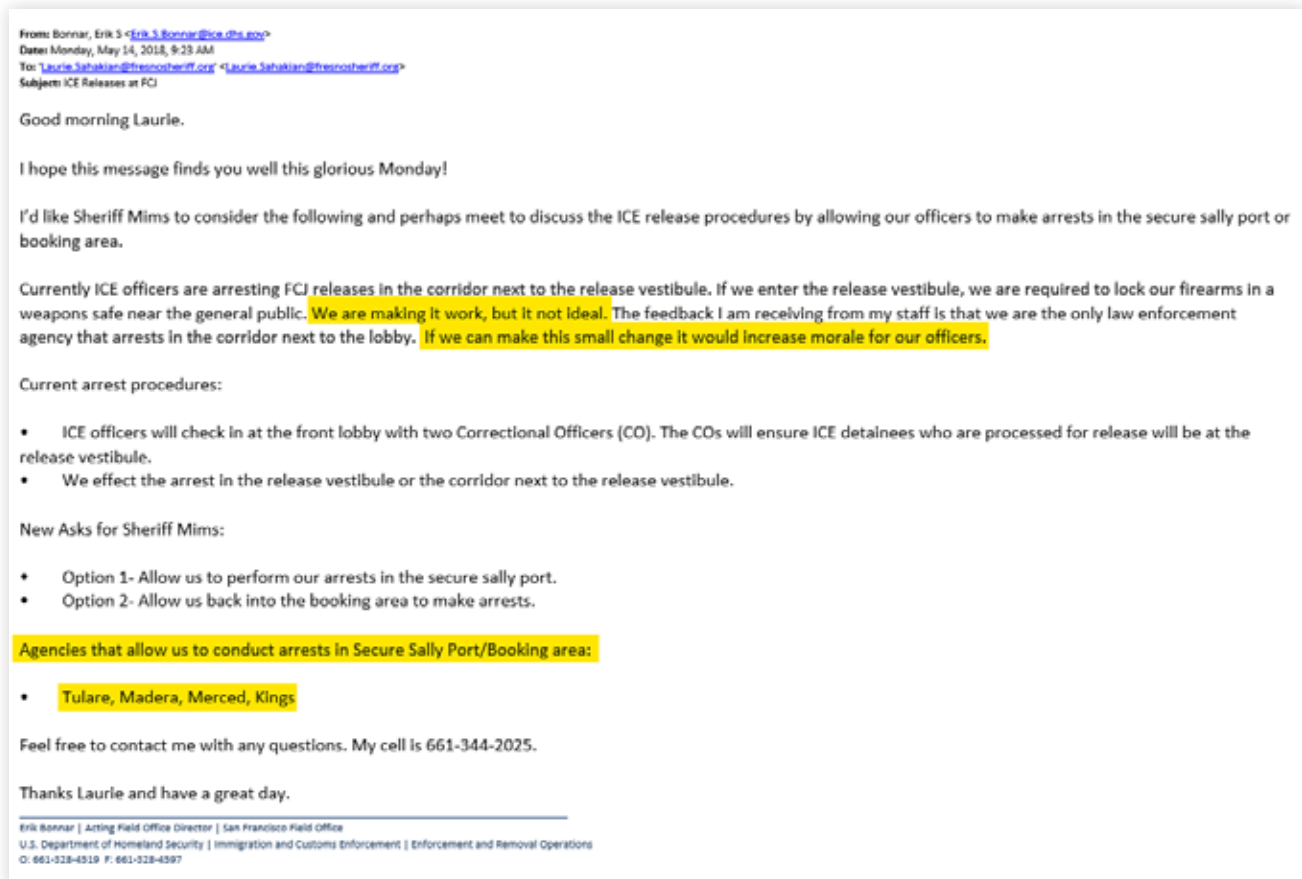 From: Bonnar, Erik S <Erik.S.Bonnar@ice.dhs.gov>
Date: Monday, May 14, 2018, 9:23 AM
To: 'Laurie.Sahakian@fresnosheriff.org' <Laurie.Sahakian@fresnosheriff.org>
Subject: ICE Releases at FCJ
Good morning Laurie.
I hope this message finds you well this glorious Monday!
I'd like Sheriff Mims to consider the following and perhaps meet to discuss the ICE release procedures by allowing our officers to make arrests in the secure sally port or
booking area.
Currently ICE officers are arresting FCJ releases in the corridor next to the release vestibule. If we enter the release vestibule, we are required to lock our firearms in a
weapons safe near the general public. We are making it work, but it not ideal. The feedback I am receiving from my staff is that we are the only law enforcement
agency that arrests in the corridor next to the lobby. If we can make this small change it would increase morale for our officers.
Current arrest procedures:
• ICE officers will check in at the front lobby with two Correctional Officers (CO). The COs will ensure ICE detainees who are processed for release will be at the
release vestibule.
• We effect the arrest in the release vestibule or the corridor next to the release vestibule.
New Asks for Sheriff Mims:
• Option 1- Allow us to perform our arrests in the secure sally port.
• Option 2- Allow us back into the booking area to make arrests.
Agencies that allow us to conduct arrests in Secure Sally Port/Booking area:
• Tulare, Madera, Merced, Kings
Feel free to contact me with any questions. My cell is 661-344-2025.
Thanks Laurie and have a great day.
Erik Bonnar | Acting Field Office Director | San Francisco Field Office
U.S. Department of Homeland Security | Immigration and Customs Enforcement | Enforcement and Removal Operations
O: 661-328-4519 F: 661-328-4597